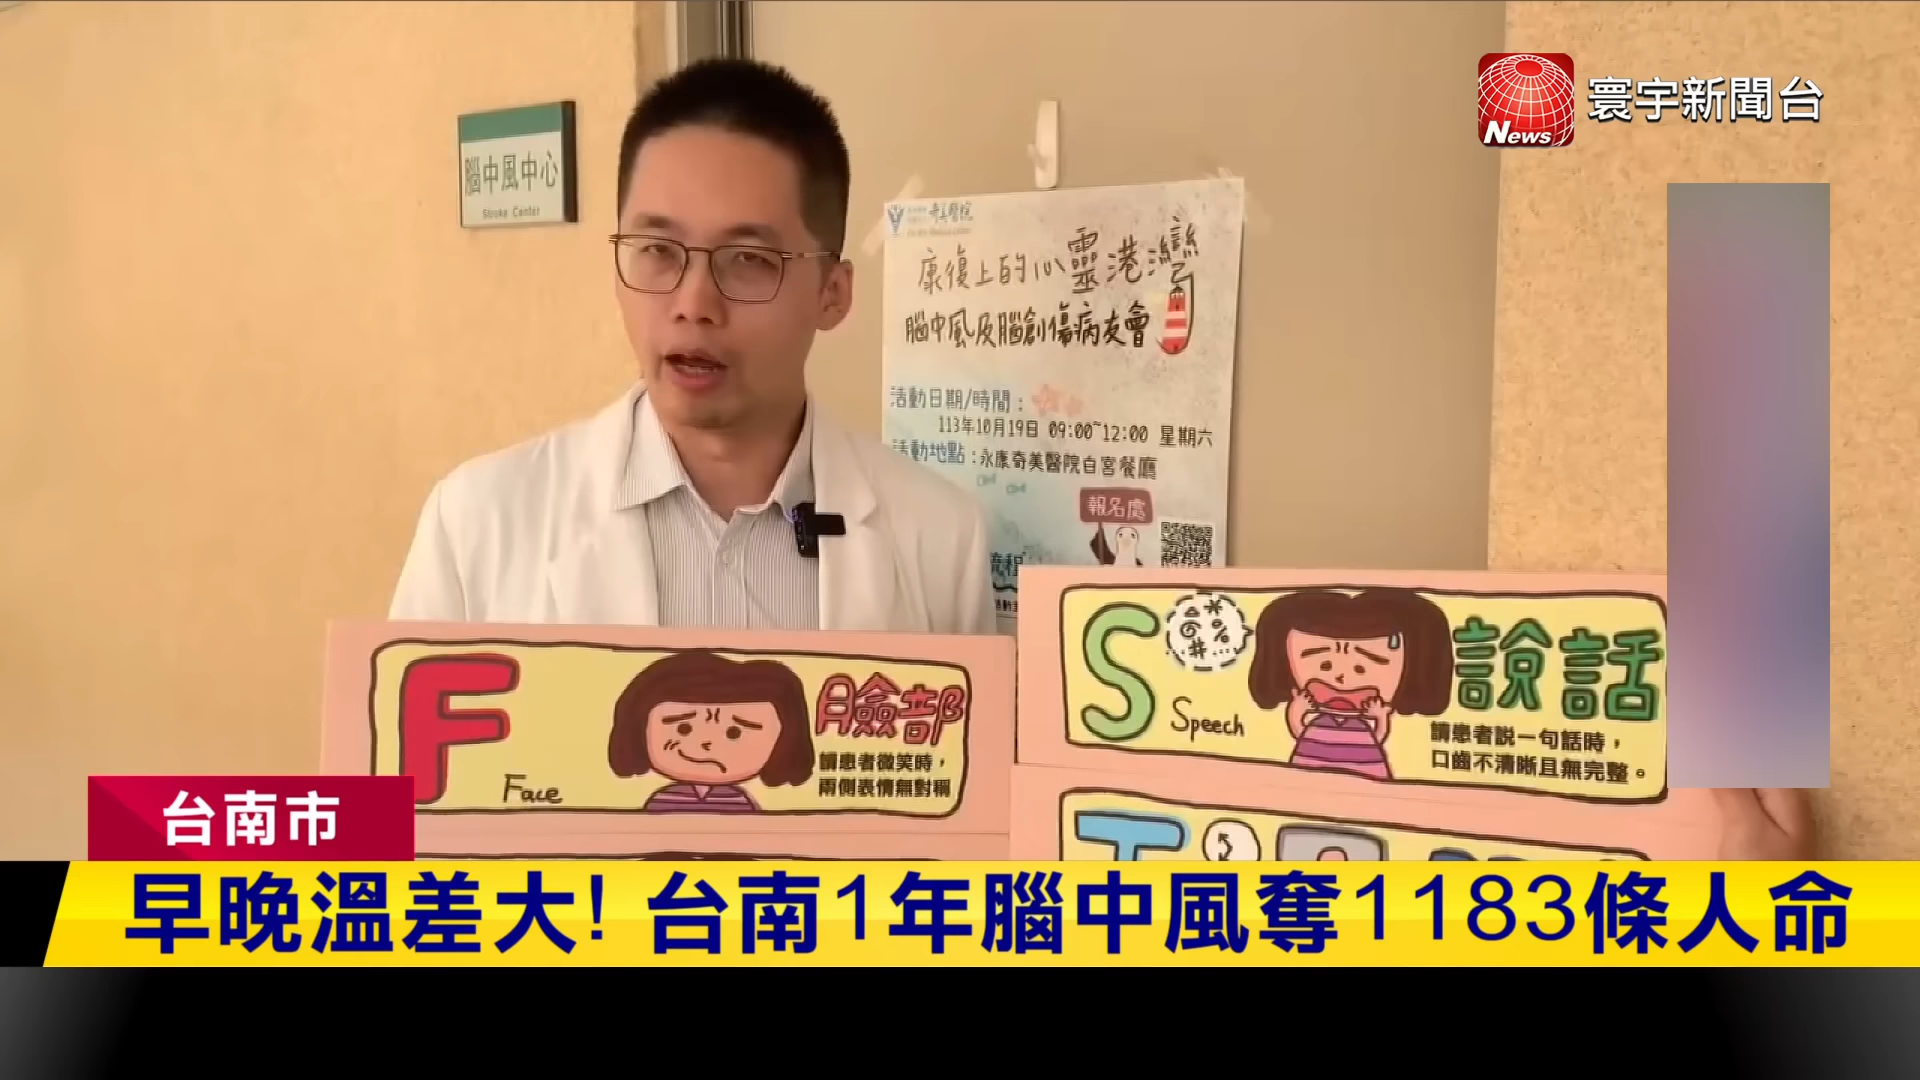 News
寰宇新聞台
腦中風中心
Stroke Center
奇美醫院
康復上的心靈港灣
腦中風及腦創傷病友會
活動日期/時間：
113年10月19日 09:00~12:00 星期六
活動地點：永康奇美醫院白宮餐廳
報名處
流程
F
Face
臉部
請患者微笑時，
兩側表情無對稱
S
Speech
說話
請患者說一句話時，
口齒不清晰且無完整。
T
台南市
早晚溫差大! 台南1年腦中風奪1183條人命